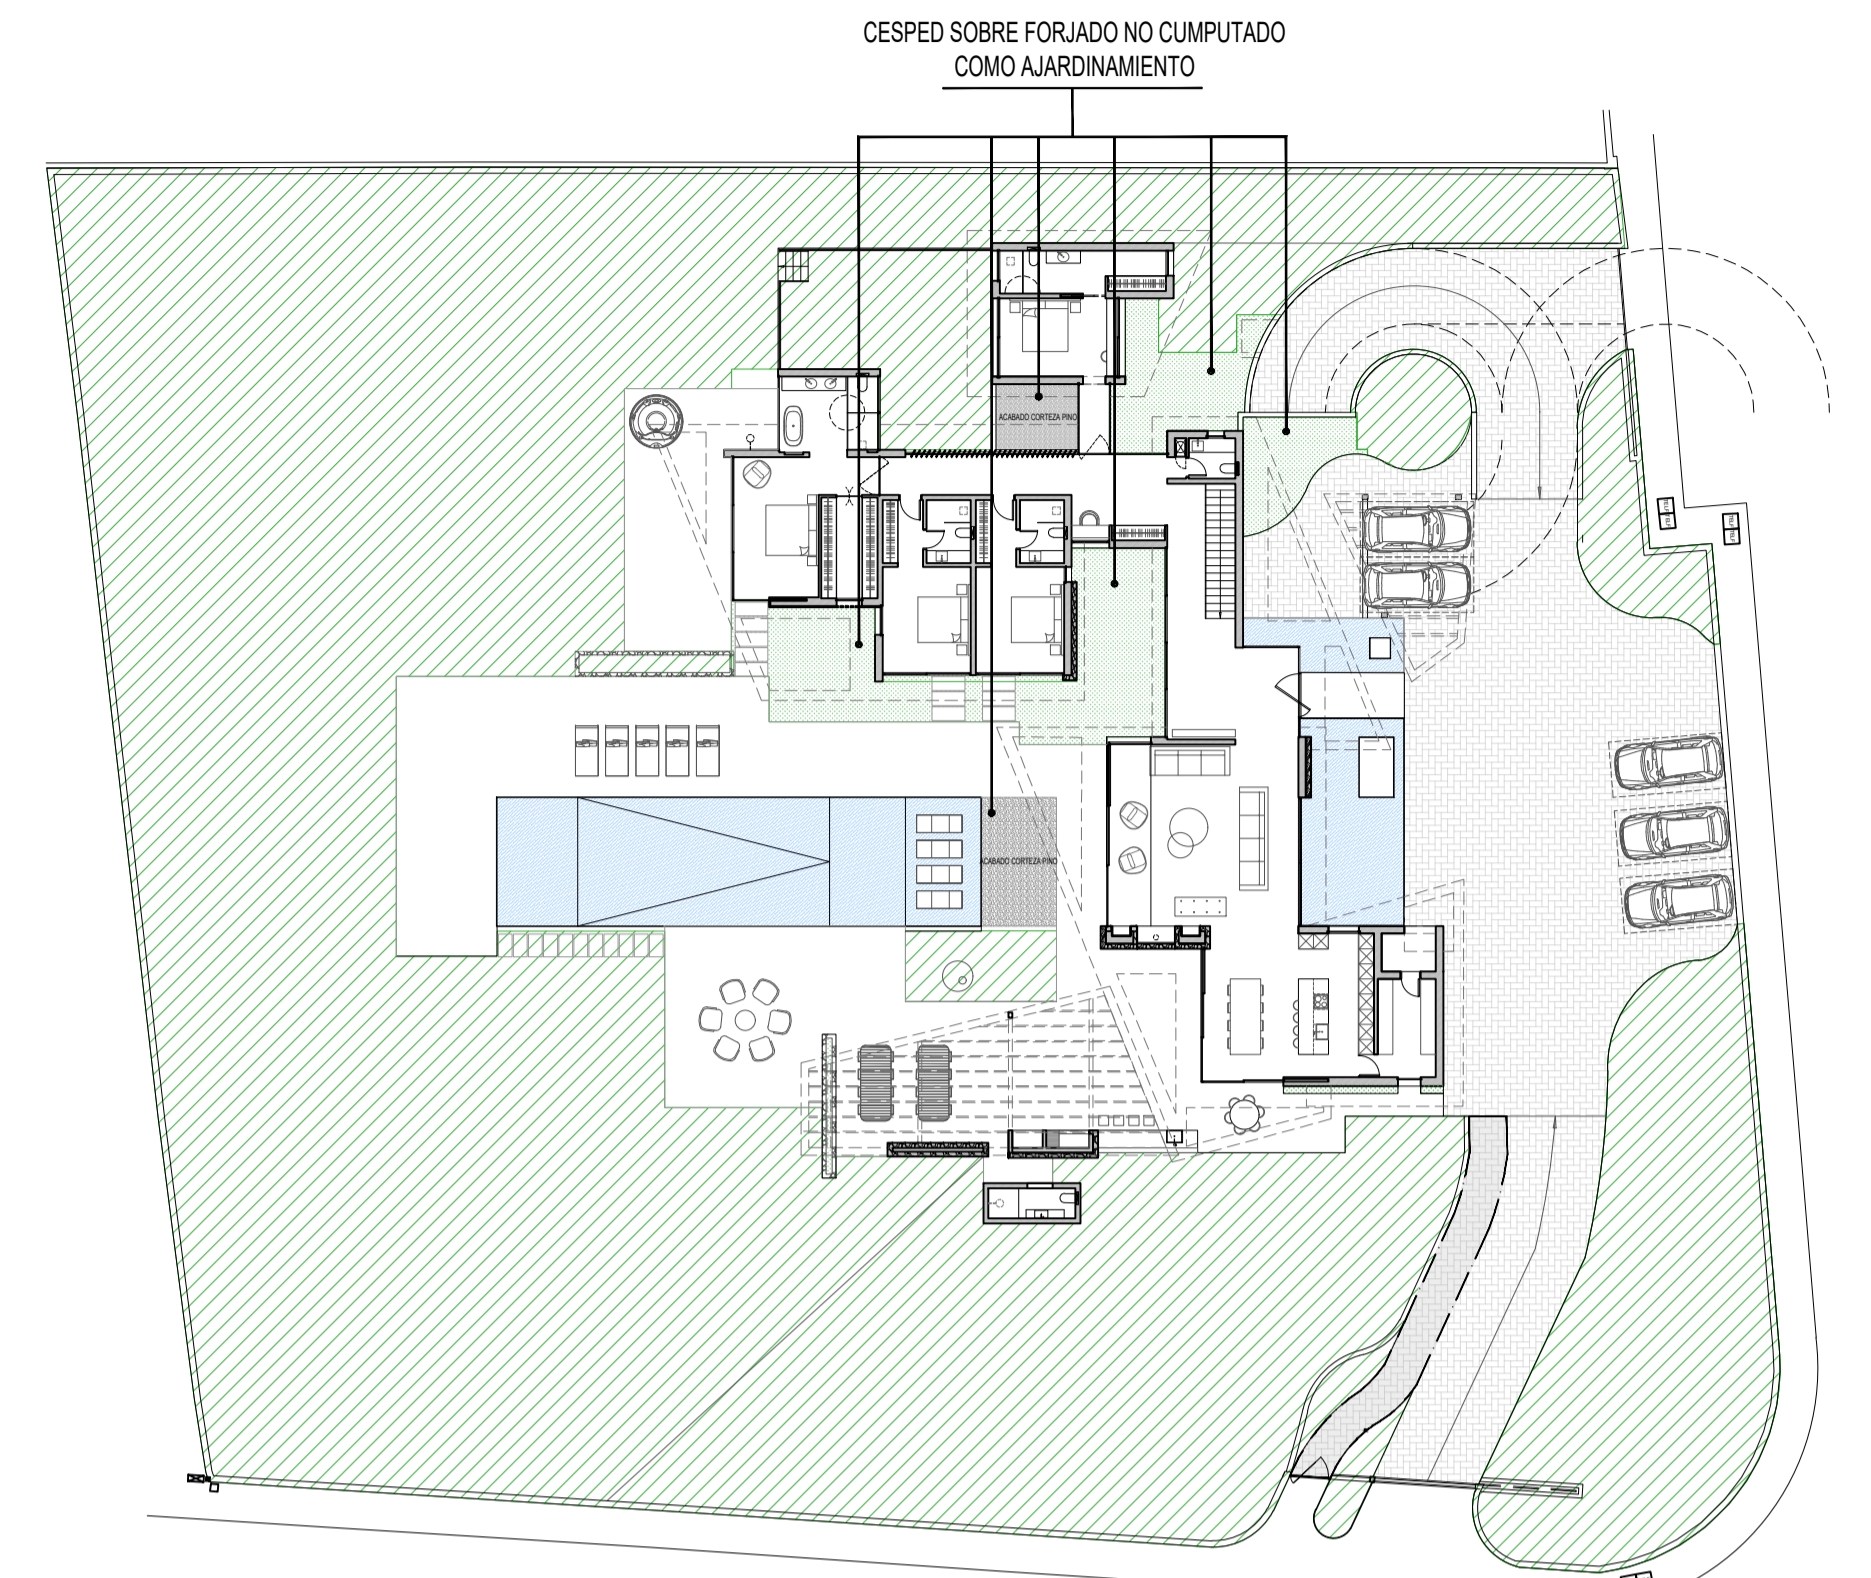 CESPED SOBRE FORJADO NO CUMPUTADO
COMO AJARDINAMIENTO
ACABADO CORTEZA PINO
ACABADO CORTEZA PINO